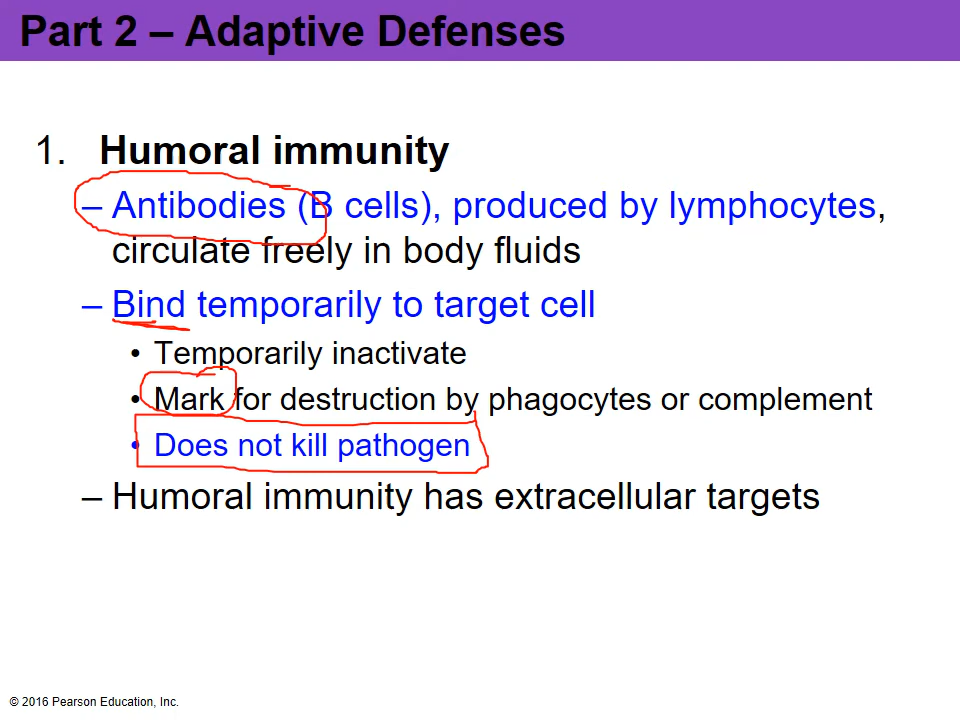 Part 2 – Adaptive Defenses
1. Humoral immunity
– Antibodies (B cells), produced by lymphocytes,
circulate freely in body fluids
– Bind temporarily to target cell
• Temporarily inactivate
• Mark for destruction by phagocytes or complement
• Does not kill pathogen
– Humoral immunity has extracellular targets
© 2016 Pearson Education, Inc.